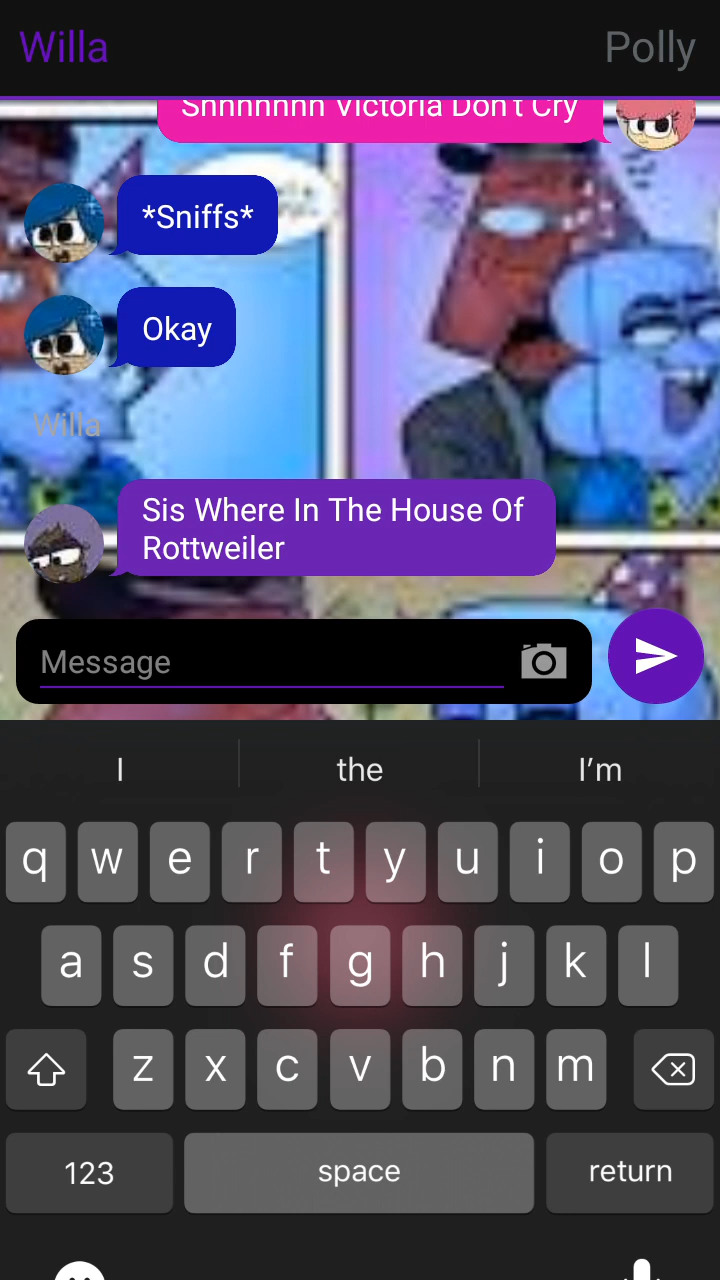 Willa
Polly
Shhhhhhh Victoria Don't Cry
*Sniffs*
Okay
Willa
Sis Where In The House Of
Rottweiler
Message
I
the
I'm
q w e r t y u i o p
a s d f g h j k l
z x c v b n m
123 space return